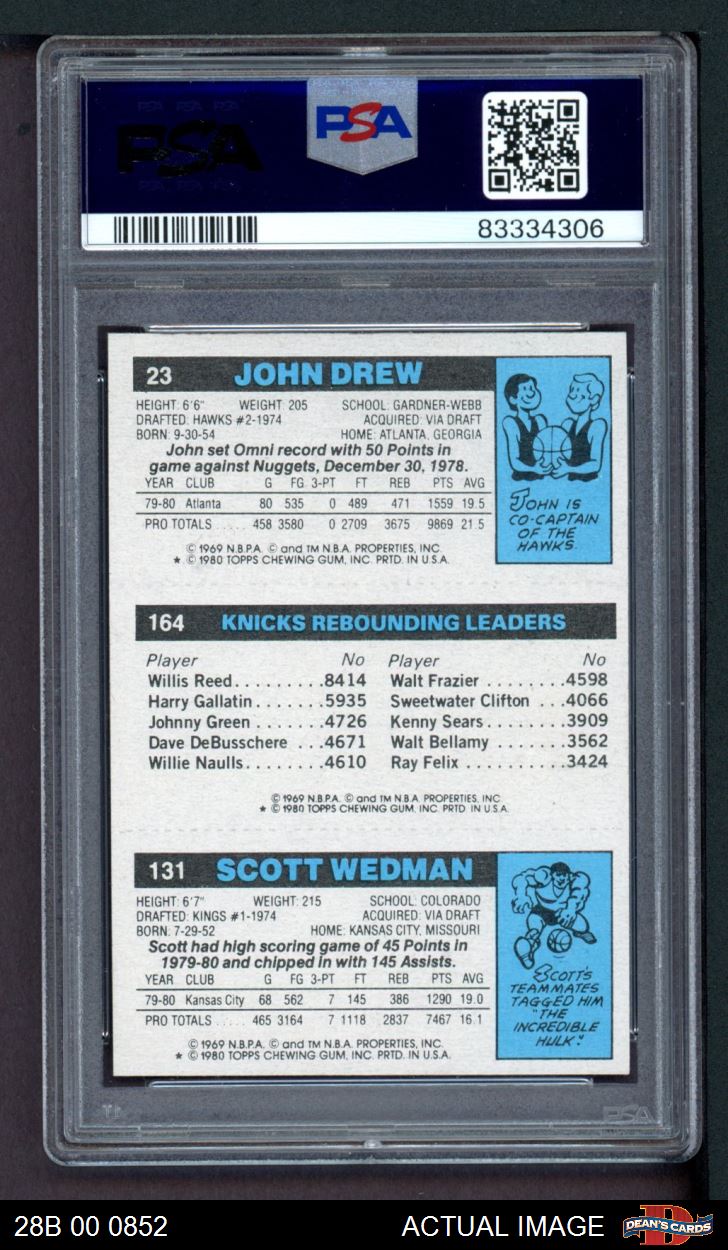 PSA PSA PSA
PSA
PSA PSA PSA
PSA
83334306
23 JOHN DREW
HEIGHT: 6'6" WEIGHT: 205 SCHOOL: GARDNER-WEBB
DRAFTED: HAWKS #2-1974 ACQUIRED: VIA DRAFT
BORN: 9-30-54 HOME: ATLANTA, GEORGIA
John set Omni record with 50 Points in
game against Nuggets, December 30, 1978.
YEAR CLUB G FG 3-PT FT REB PTS AVG
79-80 Atlanta 80 535 0 489 471 1559 19.5
PRO TOTALS ..... 458 3580 0 2709 3675 9869 21.5
© 1969 N.B.P.A. © and TM N.B.A. PROPERTIES, INC.
★ © 1980 TOPPS CHEWING GUM, INC. PRTD. IN U.S.A.
JOHN IS
CO-CAPTAIN
OF THE
HAWKS.
164 KNICKS REBOUNDING LEADERS
Player No Player No
Willis Reed.........8414 Walt Frazier ........4598
Harry Gallatin.......5935 Sweetwater Clifton ...4066
Johnny Green .......4726 Kenny Sears........3909
Dave DeBusschere ...4671 Walt Bellamy .......3562
Willie Naulls........4610 Ray Felix ..........3424
© 1969 N.B.P.A. © and TM N.B.A. PROPERTIES, INC
★ © 1980 TOPPS CHEWING GUM, INC. PRTD IN U.S.A.
131 SCOTT WEDMAN
HEIGHT: 6'7" WEIGHT: 215 SCHOOL: COLORADO
DRAFTED: KINGS #1-1974 ACQUIRED: VIA DRAFT
BORN: 7-29-52 HOME: KANSAS CITY, MISSOURI
Scott had high scoring game of 45 Points in
1979-80 and chipped in with 145 Assists.
YEAR CLUB G FG 3-PT FT REB PTS AVG
79-80 Kansas City 68 562 7 145 386 1290 19.0
PRO TOTALS ..... 465 3164 7 1118 2837 7467 16.1
© 1969 N.B.P.A. © and TM N.B.A. PROPERTIES, INC.
★ © 1980 TOPPS CHEWING GUM, INC. PRTD. IN U.S.A.
SCOTT'S
TEAMMATES
TAGGED HIM
"THE
INCREDIBLE
HULK."
PSA
28B 00 0852 ACTUAL IMAGE DEAN'S CARDS